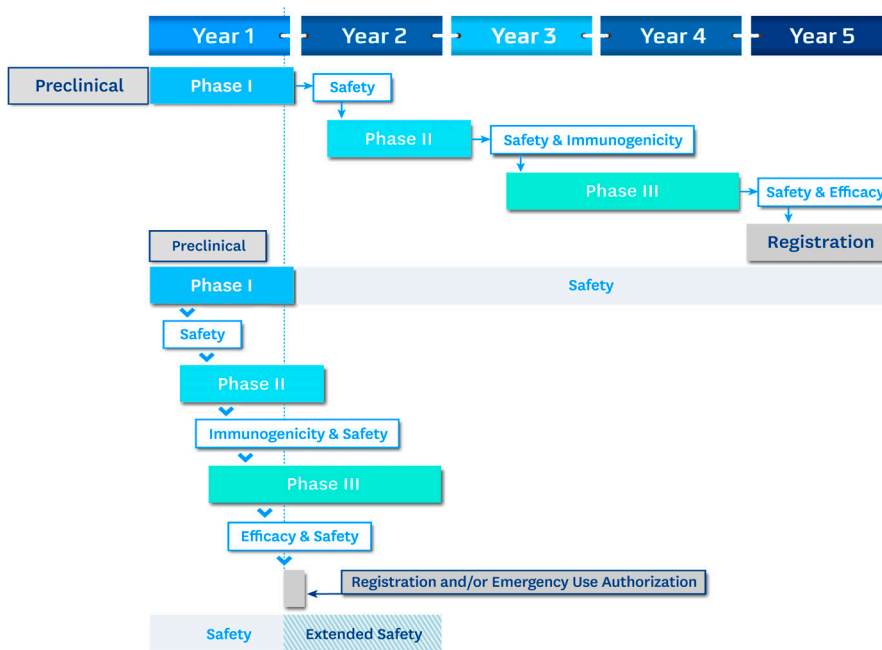 Year 1
Year 2
Year 3
Year 4
Year 5
Preclinical
Phase I
Safety
Phase II
Safety & Immunogenicity
Phase III
Safety & Efficacy
Registration
Preclinical
Phase I
Safety
Safety
Phase II
Immunogenicity & Safety
Phase III
Efficacy & Safety
Registration and/or Emergency Use Authorization
Safety
Extended Safety